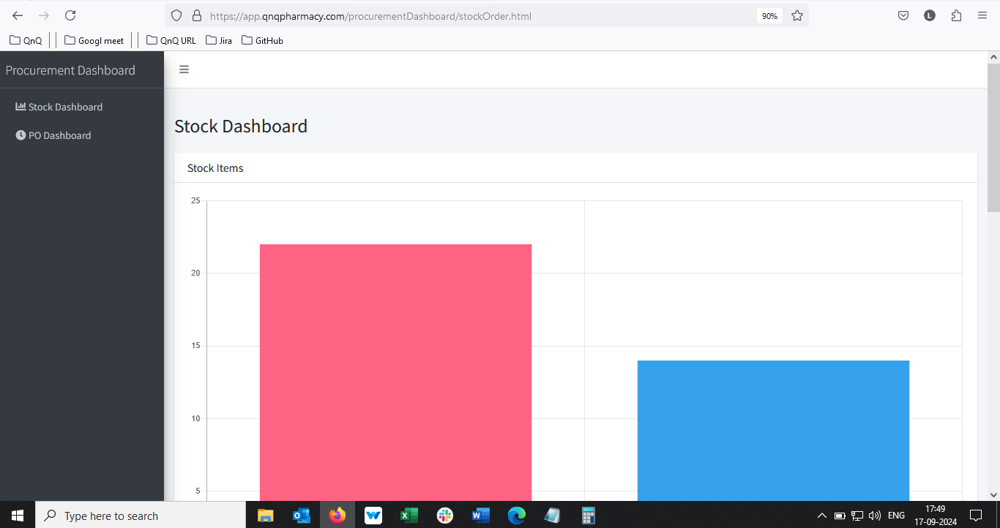 https://app.qnqpharmacy.com/procurementDashboard/stockOrder.html 90% L
QnQ Googl meet QnQ URL Jira GitHub
Procurement Dashboard
Stock Dashboard
PO Dashboard
Stock Dashboard
Stock Items
25
20
15
10
5
Type here to search
ENG
17:49
17-09-2024